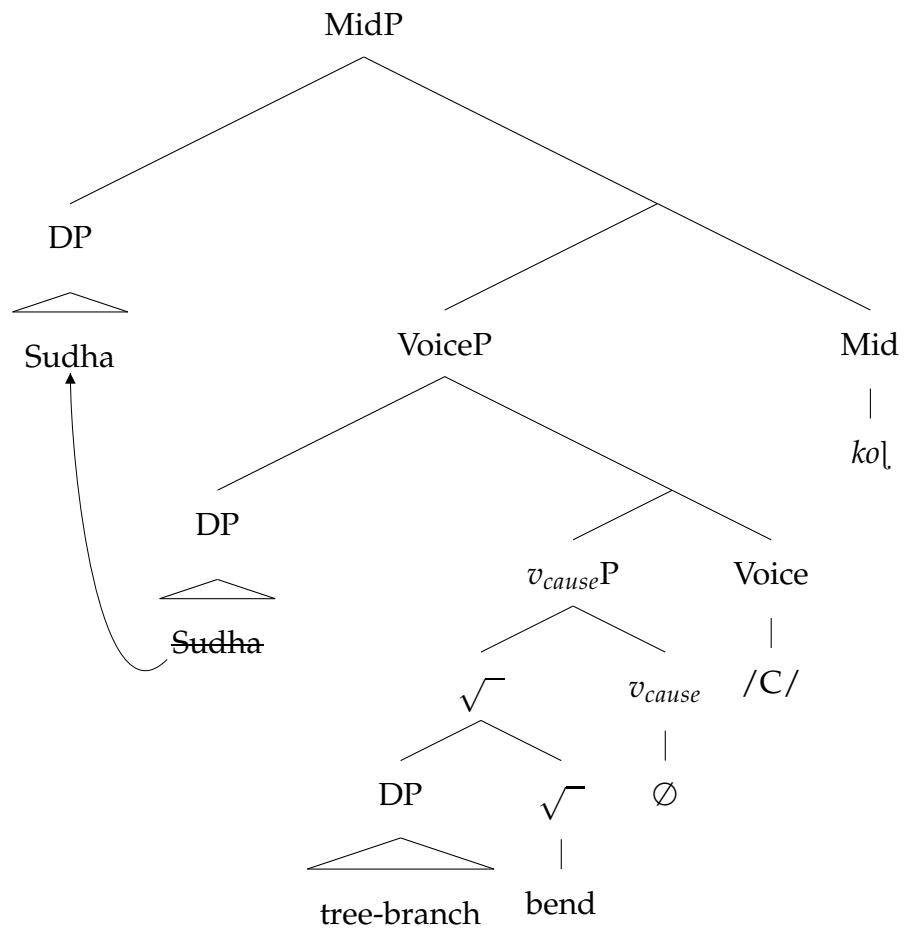 MidP
DP
Sudha
VoiceP
Mid
koḷ
DP
Sudha
v_causeP
Voice
√
v_cause
/C/
DP
√
∅
tree-branch
bend